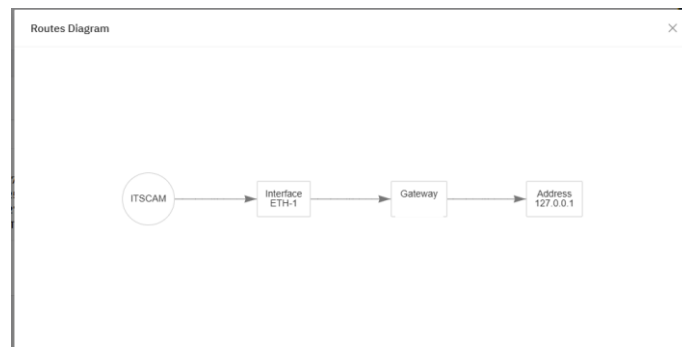 Routes Diagram
ITSCAM
Interface
ETH-1
Gateway
Address
127.0.0.1